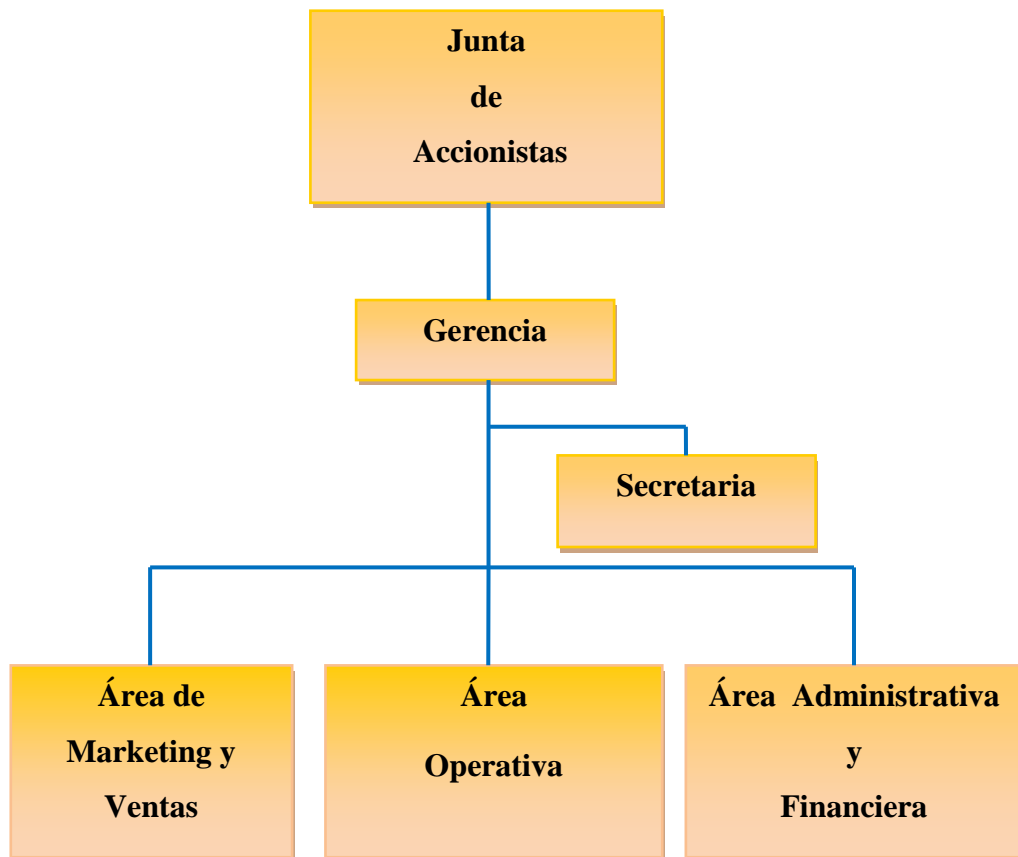 Junta
de
Accionistas
Gerencia
Secretaria
Área de
Marketing y
Ventas
Área
Operativa
Área Administrativa
y
Financiera